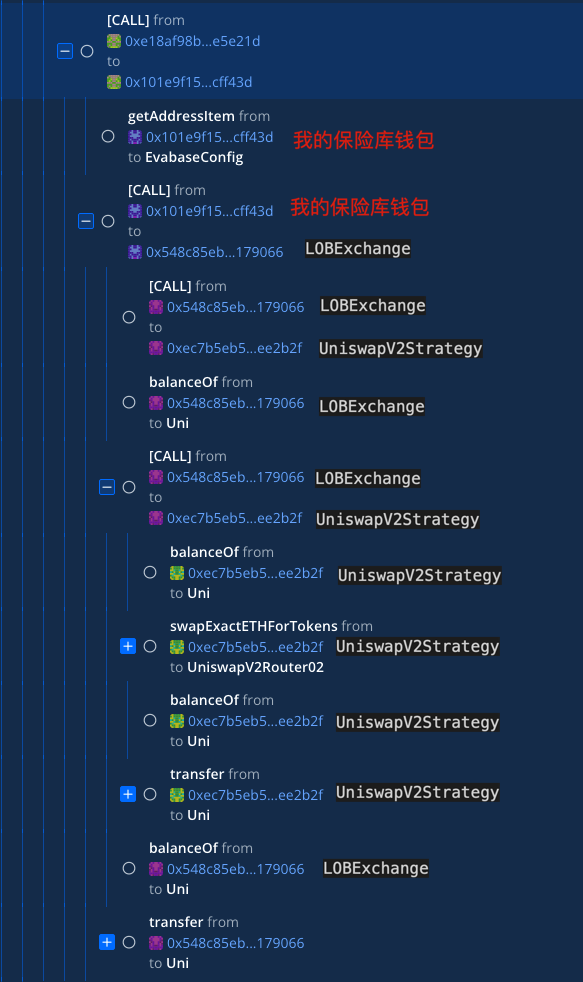 [CALL] from
0xe18af98b...e5e21d
to
0x101e9f15...cff43d
getAddressItem from
0x101e9f15...cff43d 我的保险库钱包
to EvabaseConfig
[CALL] from
0x101e9f15...cff43d 我的保险库钱包
to
0x548c85eb...179066 LOBExchange
[CALL] from
0x548c85eb...179066 LOBExchange
to
0xec7b5eb5...ee2b2f UniswapV2Strategy
balanceOf from
0x548c85eb...179066 LOBExchange
to Uni
[CALL] from
0x548c85eb...179066 LOBExchange
to
0xec7b5eb5...ee2b2f UniswapV2Strategy
balanceOf from
0xec7b5eb5...ee2b2f UniswapV2Strategy
to Uni
swapExactETHForTokens from
0xec7b5eb5...ee2b2f UniswapV2Strategy
to UniswapV2Router02
balanceOf from
0xec7b5eb5...ee2b2f UniswapV2Strategy
to Uni
transfer from
0xec7b5eb5...ee2b2f UniswapV2Strategy
to Uni
balanceOf from
0x548c85eb...179066 LOBExchange
to Uni
transfer from
0x548c85eb...179066
to Uni